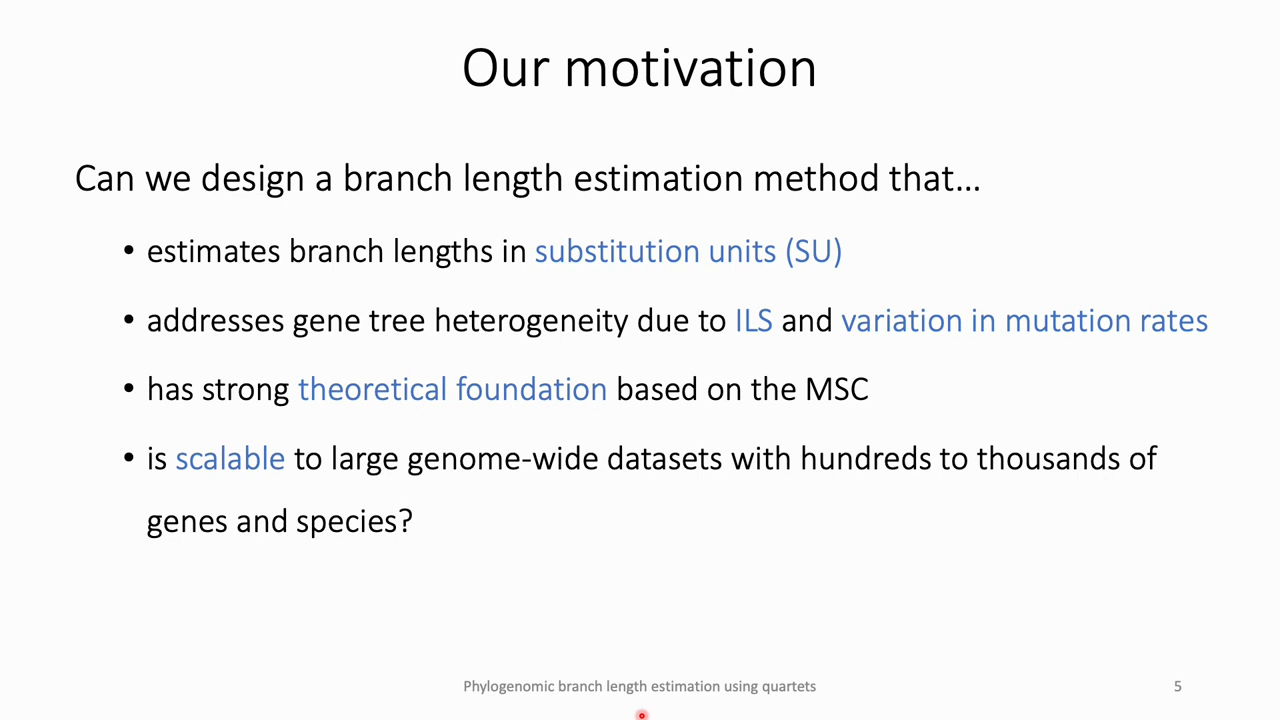 Our motivation
Can we design a branch length estimation method that...
• estimates branch lengths in substitution units (SU)
• addresses gene tree heterogeneity due to ILS and variation in mutation rates
• has strong theoretical foundation based on the MSC
• is scalable to large genome-wide datasets with hundreds to thousands of
genes and species?
Phylogenomic branch length estimation using quartets
5